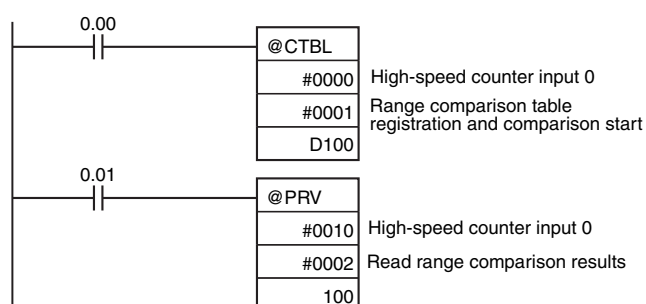 0.00
@CTBL
#0000 High-speed counter input 0
#0001 Range comparison table
registration and comparison start
D100
0.01
@PRV
#0010 High-speed counter input 0
#0002 Read range comparison results
100